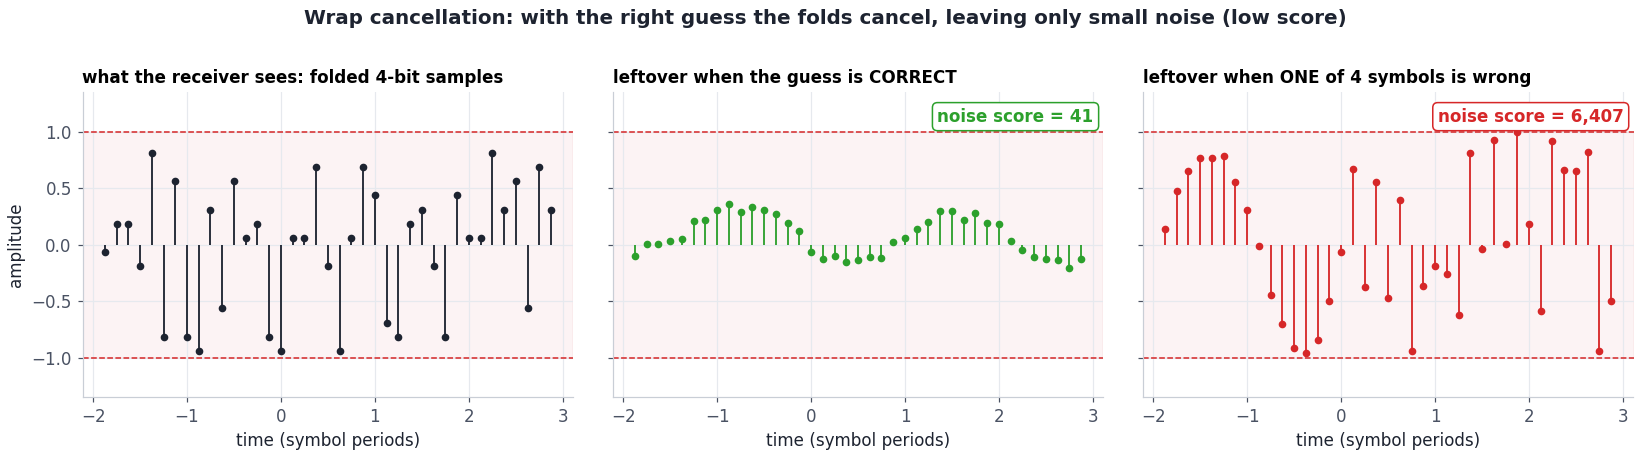 Wrap cancellation: with the right guess the folds cancel, leaving only small noise (low score)
what the receiver sees: folded 4-bit samples
amplitude
1.0
0.5
0.0
−0.5
−1.0
−2
−1
0
1
2
3
time (symbol periods)
leftover when the guess is CORRECT
noise score = 41
−2
−1
0
1
2
3
time (symbol periods)
leftover when ONE of 4 symbols is wrong
noise score = 6,407
−2
−1
0
1
2
3
time (symbol periods)